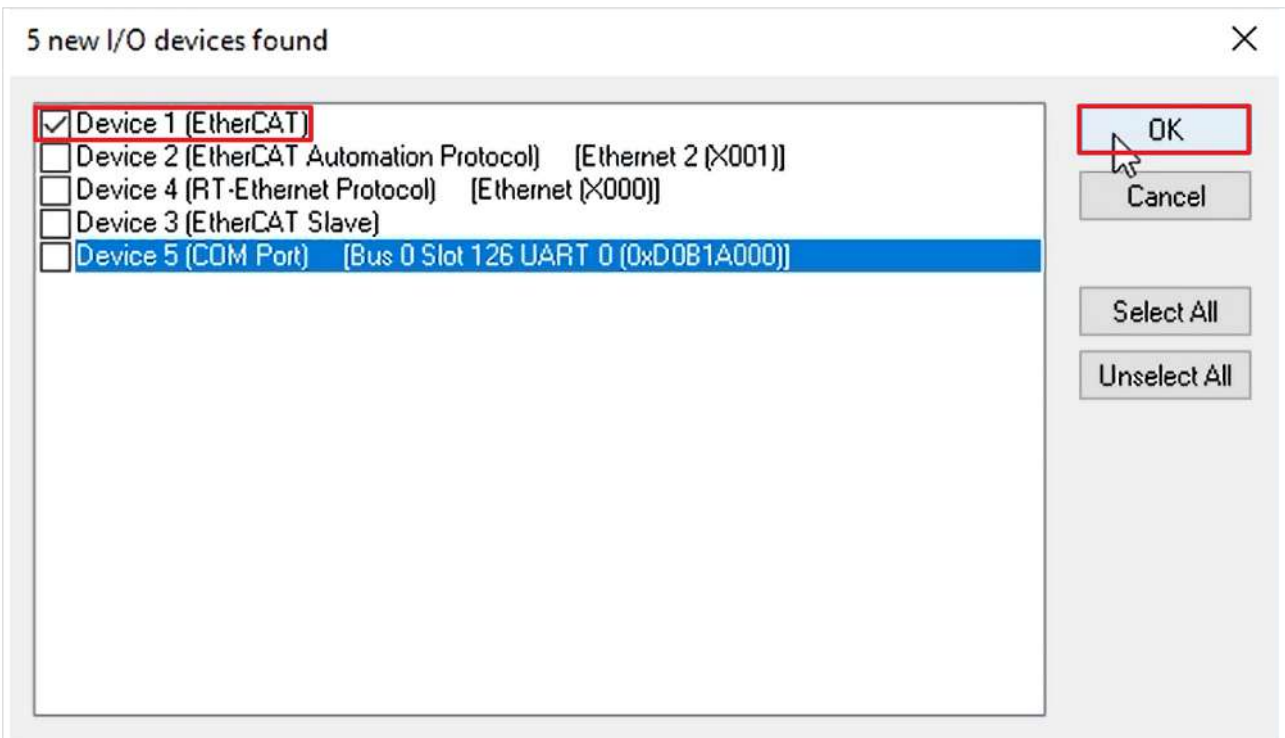 5 new I/O devices found
Device 1 (EtherCAT)
Device 2 (EtherCAT Automation Protocol) [Ethernet 2 (X001)]
Device 4 (RT-Ethernet Protocol) [Ethernet (X000)]
Device 3 (EtherCAT Slave)
Device 5 (COM Port) [Bus 0 Slot 126 UART 0 (0xD0B1A000)]
OK
Cancel
Select All
Unselect All